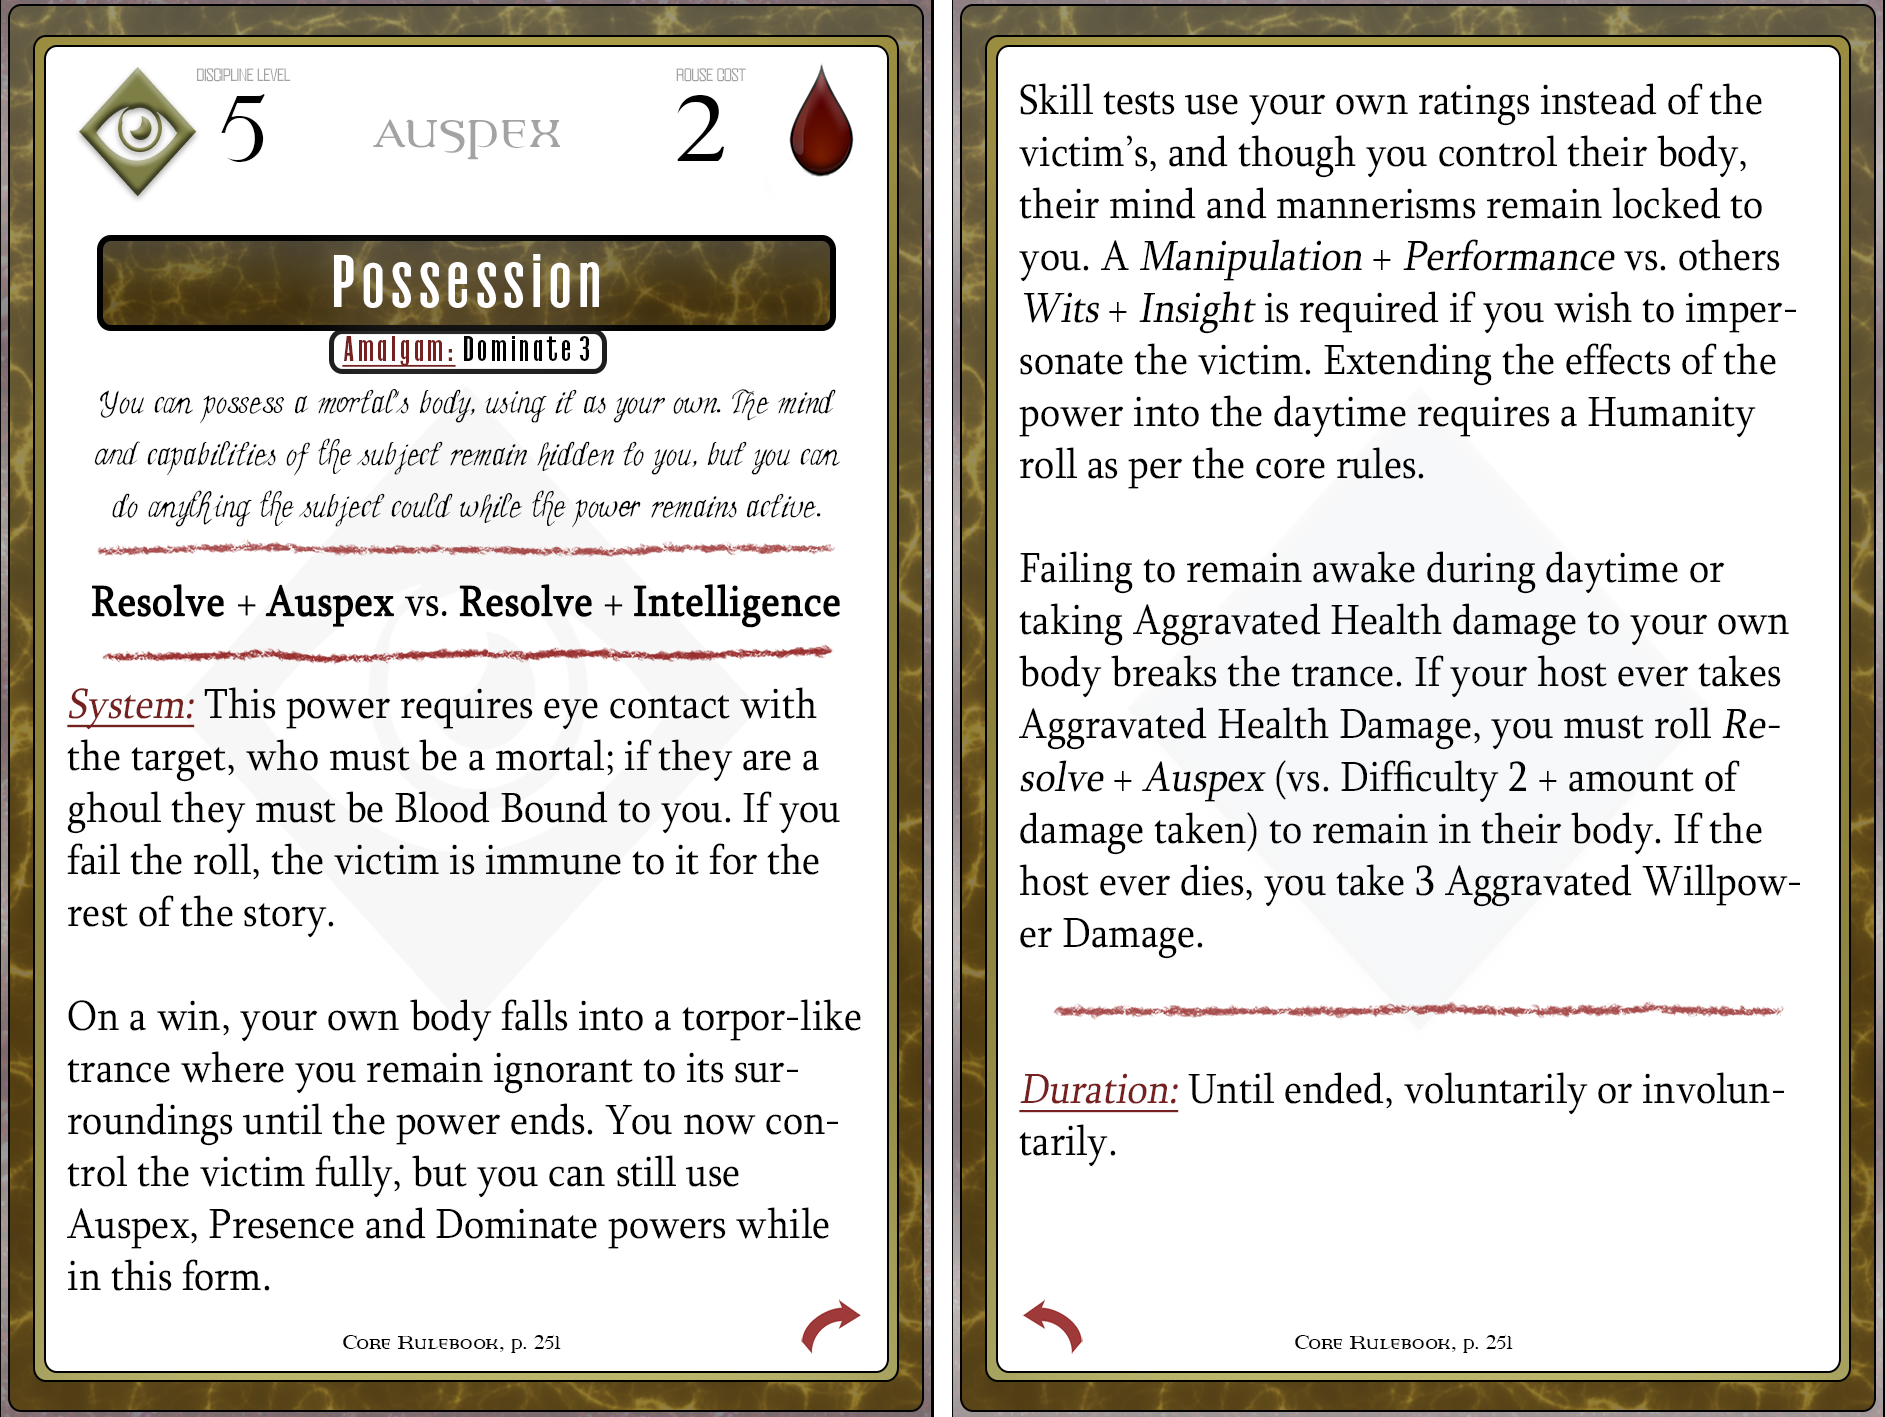 DISCIPLINE LEVEL
5
AUSPEX
ROUSE COST
2
Possession
Amalgam: Dominate 3
You can possess a mortal's body, using it as your own. The mind
and capabilities of the subject remain hidden to you, but you can
do anything the subject could while the power remains active.
Resolve + Auspex vs. Resolve + Intelligence
System: This power requires eye contact with
the target, who must be a mortal; if they are a
ghoul they must be Blood Bound to you. If you
fail the roll, the victim is immune to it for the
rest of the story.
On a win, your own body falls into a torpor-like
trance where you remain ignorant to its sur-
roundings until the power ends. You now con-
trol the victim fully, but you can still use
Auspex, Presence and Dominate powers while
in this form.
Core Rulebook, p. 251
Skill tests use your own ratings instead of the
victim’s, and though you control their body,
their mind and mannerisms remain locked to
you. A Manipulation + Performance vs. others
Wits + Insight is required if you wish to imper-
sonate the victim. Extending the effects of the
power into the daytime requires a Humanity
roll as per the core rules.
Failing to remain awake during daytime or
taking Aggravated Health damage to your own
body breaks the trance. If your host ever takes
Aggravated Health Damage, you must roll Re-
solve + Auspex (vs. Difficulty 2 + amount of
damage taken) to remain in their body. If the
host ever dies, you take 3 Aggravated Willpow-
er Damage.
Duration: Until ended, voluntarily or involun-
tarily.
Core Rulebook, p. 251